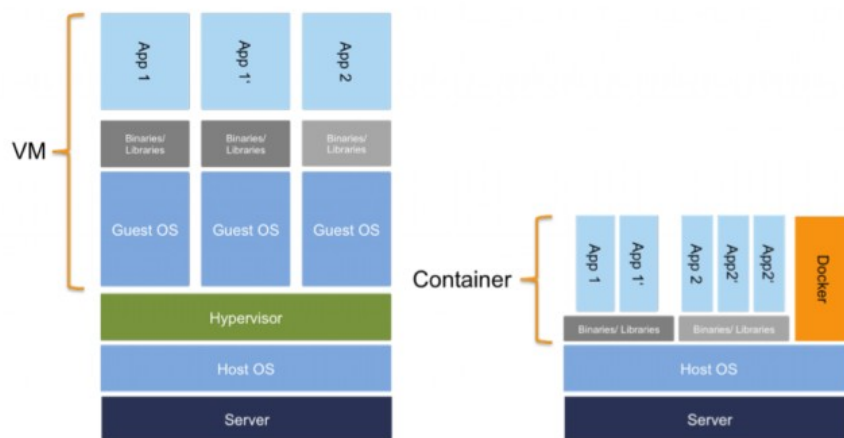 App 1
App 1'
App 2
Binaries/
Libraries
Binaries/
Libraries
Binaries/
Libraries
VM
Guest OS
Guest OS
Guest OS
Hypervisor
Host OS
Server
Container
App 1
App 1'
App 2
App2'
App2'
Docker
Binaries/ Libraries
Binaries/ Libraries
Host OS
Server